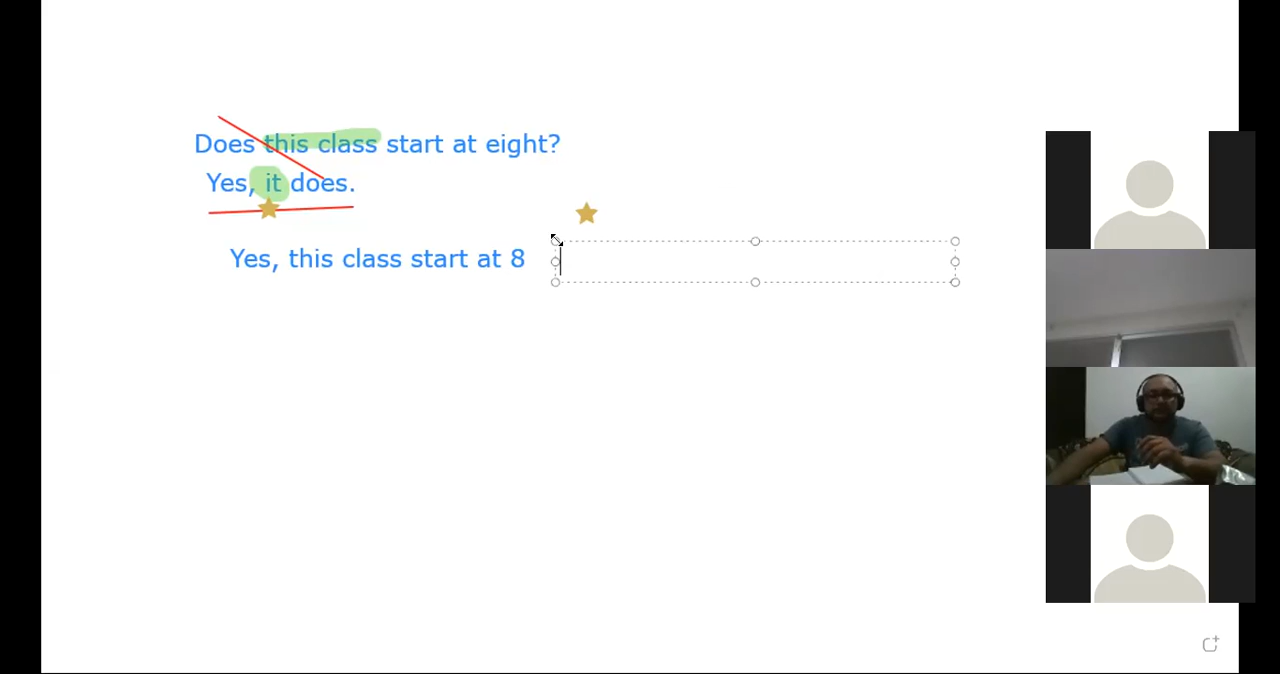 Does this class start at eight?
Yes, it does.
Yes, this class start at 8